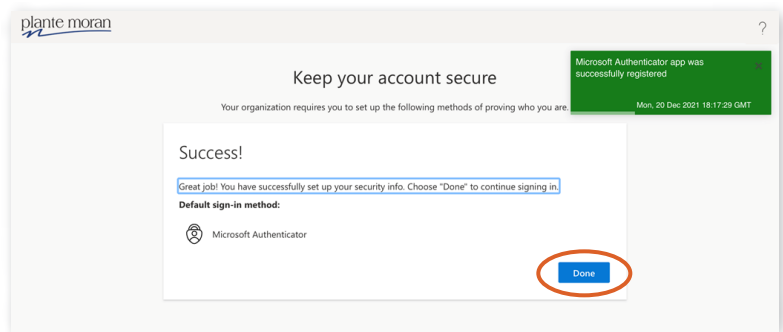 plante moran
?
Microsoft Authenticator app was
successfully registered
Mon, 20 Dec 2021 18:17:29 GMT
Keep your account secure
Your organization requires you to set up the following methods of proving who you are.
Success!
Great job! You have successfully set up your security info. Choose "Done" to continue signing in.
Default sign-in method:
Microsoft Authenticator
Done